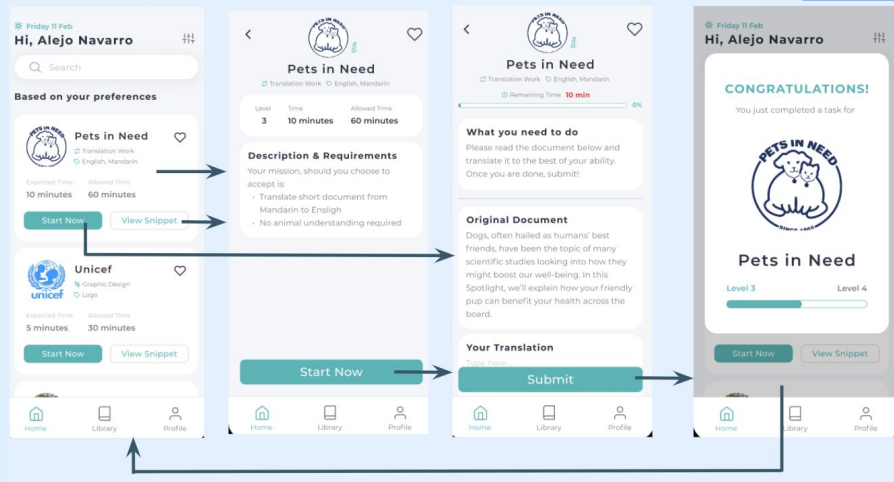 Friday 11 Feb
Hi, Alejo Navarro
Search
Based on your preferences
PETS IN NEED
Pets in Need
Translation Work
English, Mandarin
Expected Time
Allowed Time
10 minutes
60 minutes
Start Now
View Snippet
unicef
Unicef
Graphic Design
Logo
Expected Time
Allowed Time
5 minutes
30 minutes
Start Now
View Snippet
Home
Library
Profile
PETS IN NEED
Pets in Need
Translation Work
English, Mandarin
Level
Time
Allowed Time
3
10 minutes
60 minutes
Description & Requirements
Your mission, should you choose to
accept is:
- Translate short document from
Mandarin to Ensligh
- No animal understanding required
Start Now
Home
Library
Profile
PETS IN NEED
Pets in Need
Translation Work
English, Mandarin
Remaining Time 10 min
0%
What you need to do
Please read the document below and
translate it to the best of your ability.
Once you are done, submit!
Original Document
Dogs, often hailed as humans' best
friends, have been the topic of many
scientific studies looking into how they
might boost our well-being. In this
Spotlight, we'll explain how your friendly
pup can benefit your health across the
board.
Your Translation
Type here...
Submit
Home
Library
Profile
Friday 11 Feb
Hi, Alejo Navarro
CONGRATULATIONS!
You just completed a task for
PETS IN NEED
SINCE 1965
Pets in Need
Level 3
Level 4
Start Now
View Snippet
Home
Library
Profile